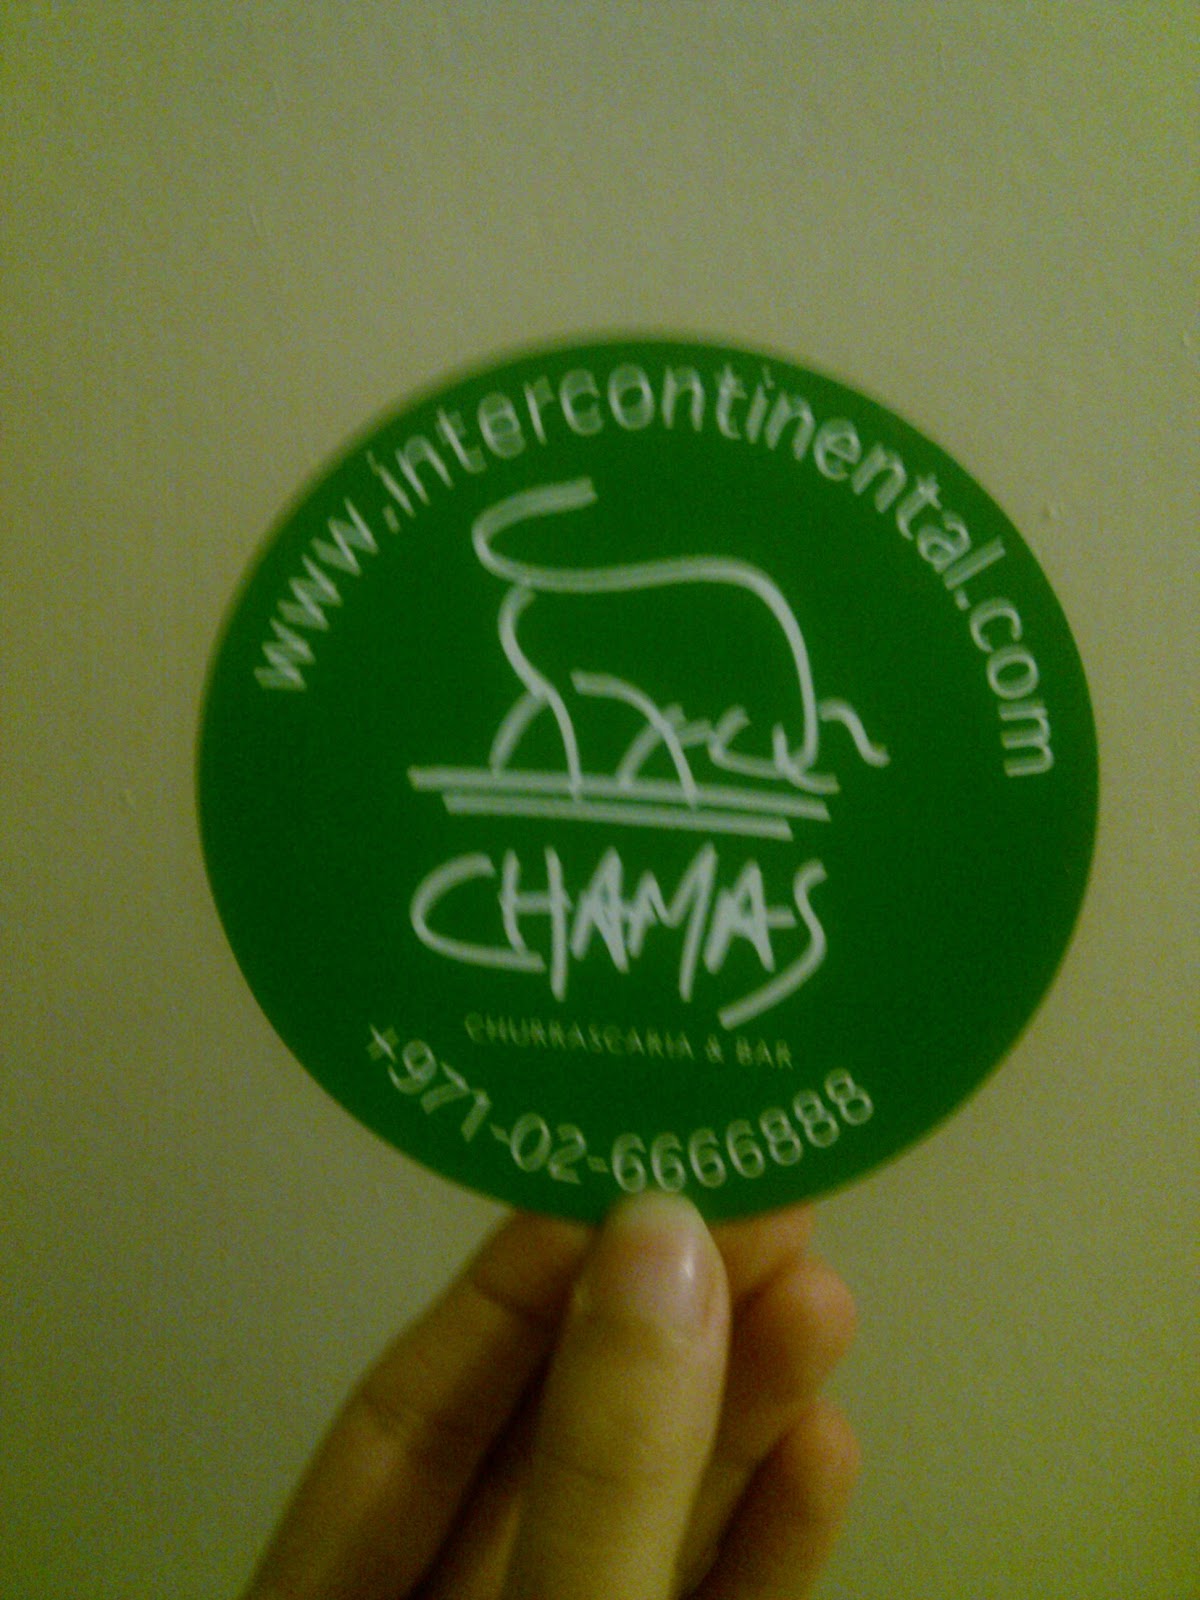 www.intercontinental.com
CHAMAS
CHURRASCARIA & BAR
+971-02-6666888